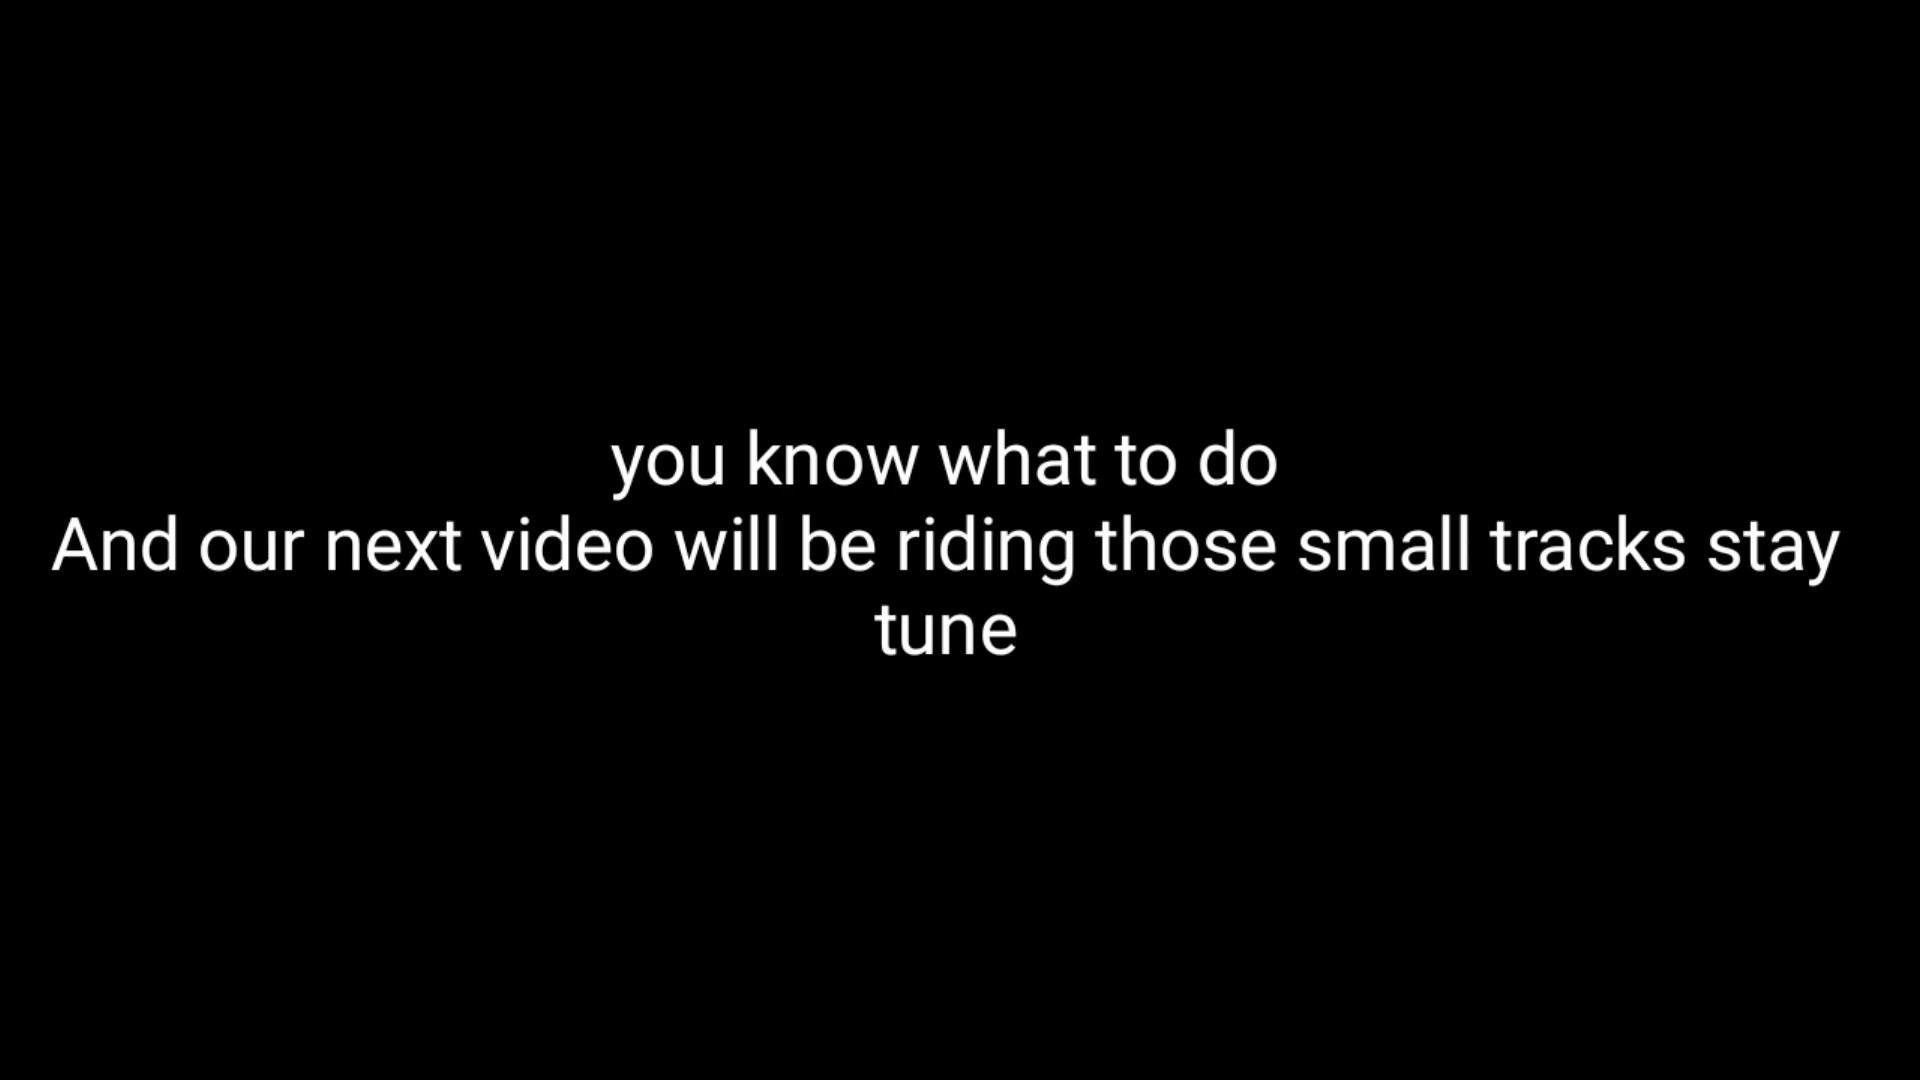 you know what to do
And our next video will be riding those small tracks stay
tune